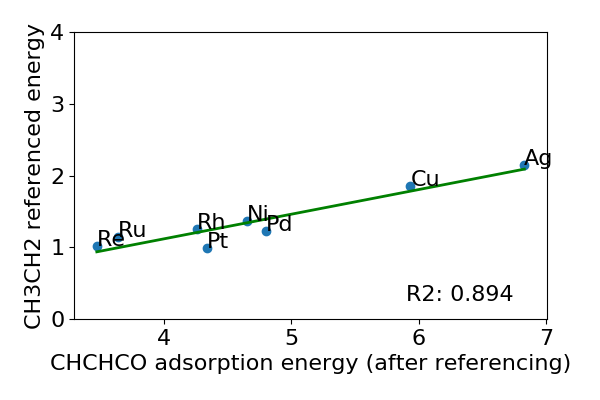 4
3
2
1
0
CH3CH2 referenced energy
Re
Ru
Rh
Pt
Ni
Pd
Cu
Ag
R2: 0.894
4 5 6 7
CHCHCO adsorption energy (after referencing)